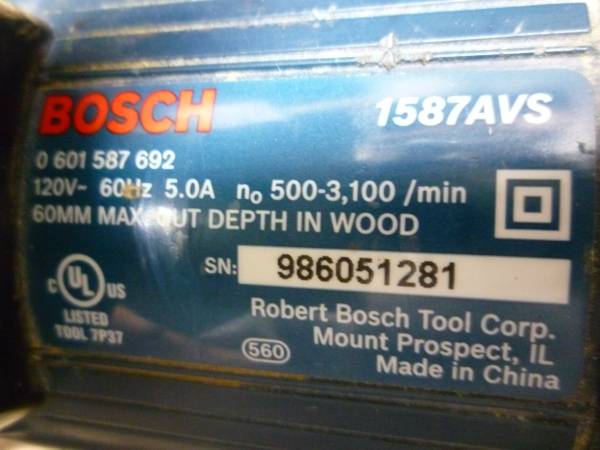 BOSCH 1587AVS
0 601 587 692
120V~ 60Hz 5.0A n₀ 500-3,100 /min
60MM MAX. CUT DEPTH IN WOOD
SN: 986051281
C UL US
LISTED
TOOL 7P37
560
Robert Bosch Tool Corp.
Mount Prospect, IL
Made in China